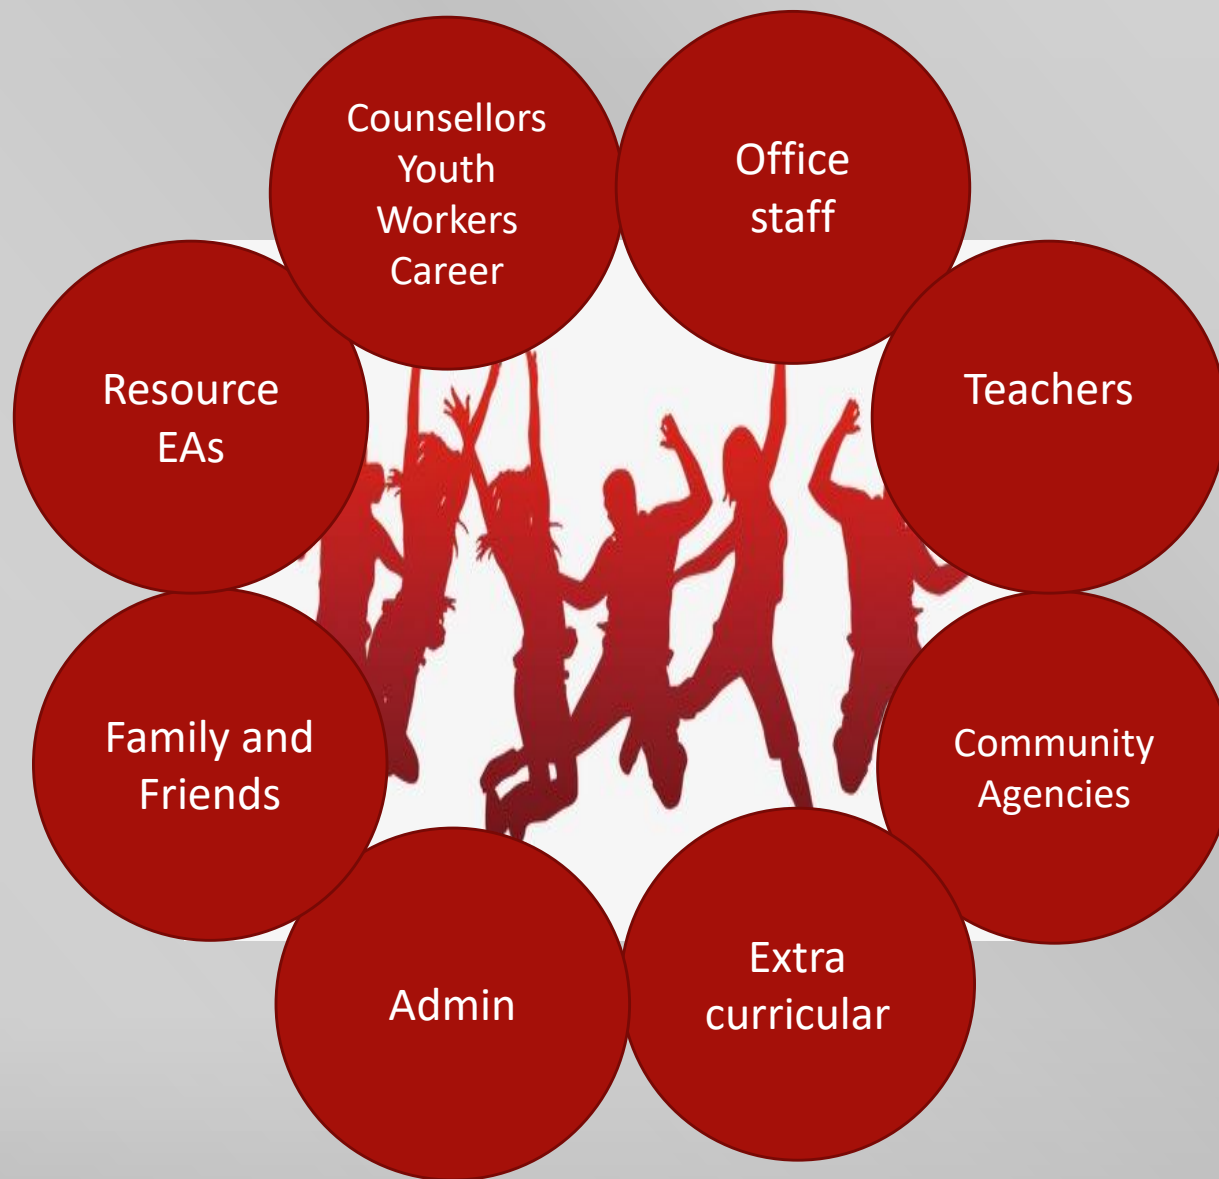 Counsellors
Youth
Workers
Career
Office
staff
Resource
EAs
Teachers
Family and
Friends
Community
Agencies
Admin
Extra
curricular